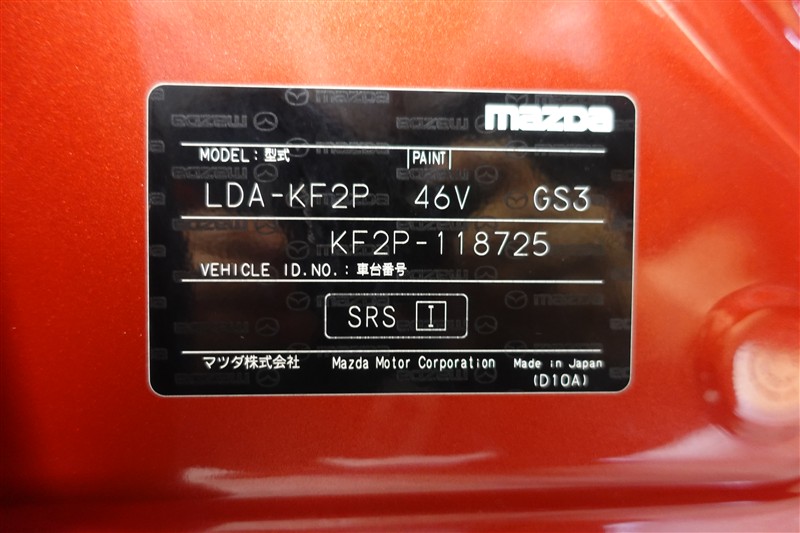 mazda
MODEL:型式 PAINT
LDA-KF2P 46V GS3
KF2P-118725
VEHICLE ID.NO.:車台番号
SRS I
マツダ株式会社 Mazda Motor Corporation Made in Japan
(D10A)